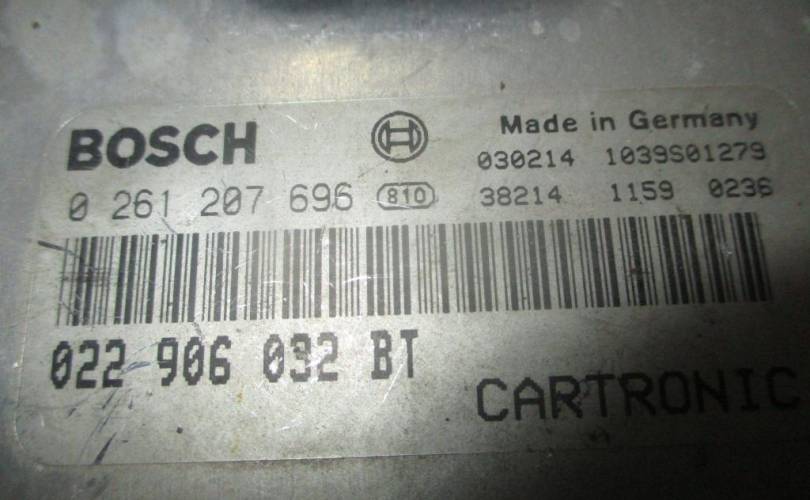 BOSCH
Made in Germany
030214 1039S01279
0 261 207 696 810 38214 1159 0236
022 906 032 BT
CARTRONIC